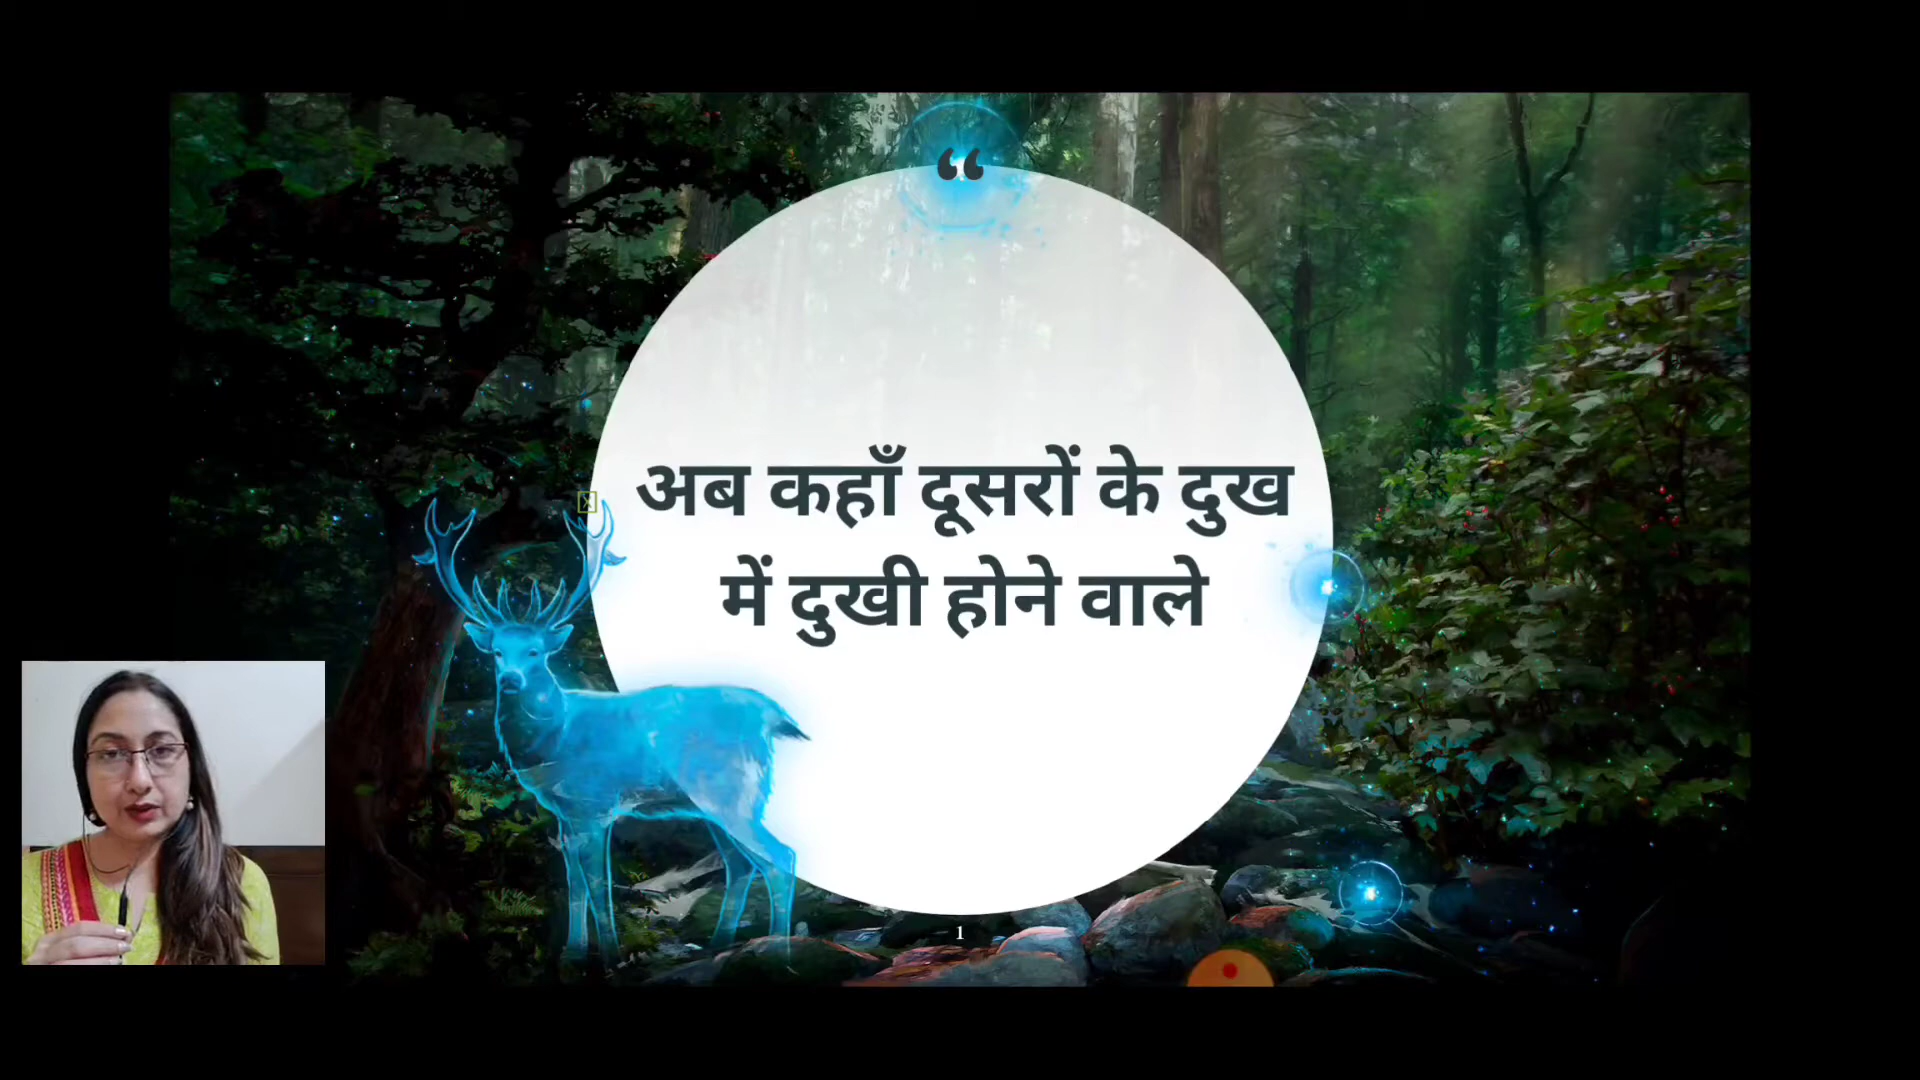 “
अब कहाँ दूसरों के दुख
में दुखी होने वाले
1